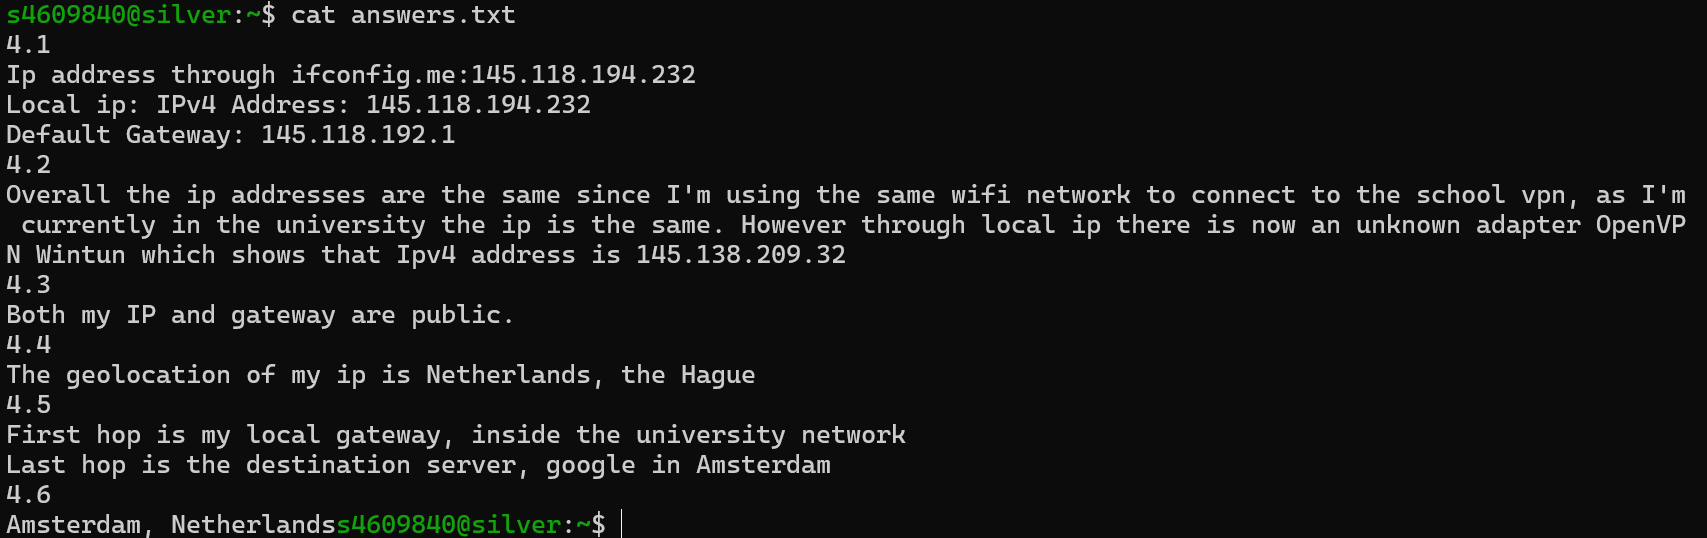 s4609840@silver:~$ cat answers.txt
4.1
Ip address through ifconfig.me:145.118.194.232
Local ip: IPv4 Address: 145.118.194.232
Default Gateway: 145.118.192.1
4.2
Overall the ip addresses are the same since I'm using the same wifi network to connect to the school vpn, as I'm
 currently in the university the ip is the same. However through local ip there is now an unknown adapter OpenVP
N Wintun which shows that Ipv4 address is 145.138.209.32
4.3
Both my IP and gateway are public.
4.4
The geolocation of my ip is Netherlands, the Hague
4.5
First hop is my local gateway, inside the university network
Last hop is the destination server, google in Amsterdam
4.6
Amsterdam, Netherlandss4609840@silver:~$